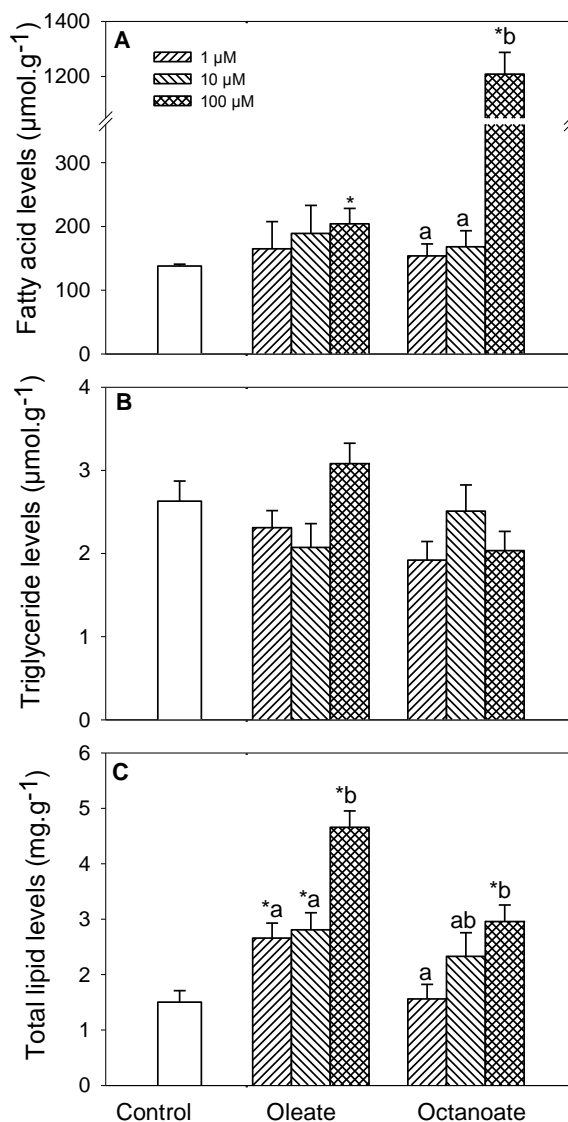 A
1 µM
10 µM
100 µM
Fatty acid levels (µmol.g-1)
1400
1200
300
200
100
0
*
a
a
*b
B
Triglyceride levels (µmol.g-1)
4
3
2
1
0
C
Total lipid levels (mg.g-1)
6
5
4
3
2
1
0
*a
*a
*b
a
ab
*b
Control
Oleate
Octanoate